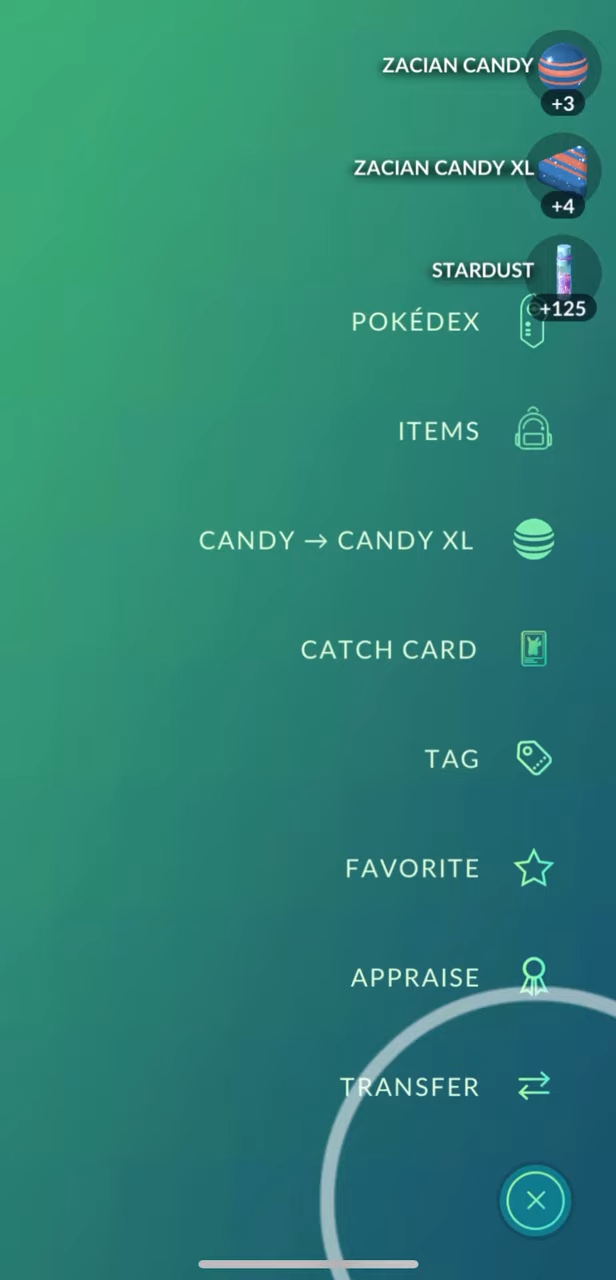 ZACIAN CANDY
+3
ZACIAN CANDY XL
+4
STARDUST
+125
POKÉDEX
ITEMS
CANDY → CANDY XL
CATCH CARD
TAG
FAVORITE
APPRAISE
TRANSFER